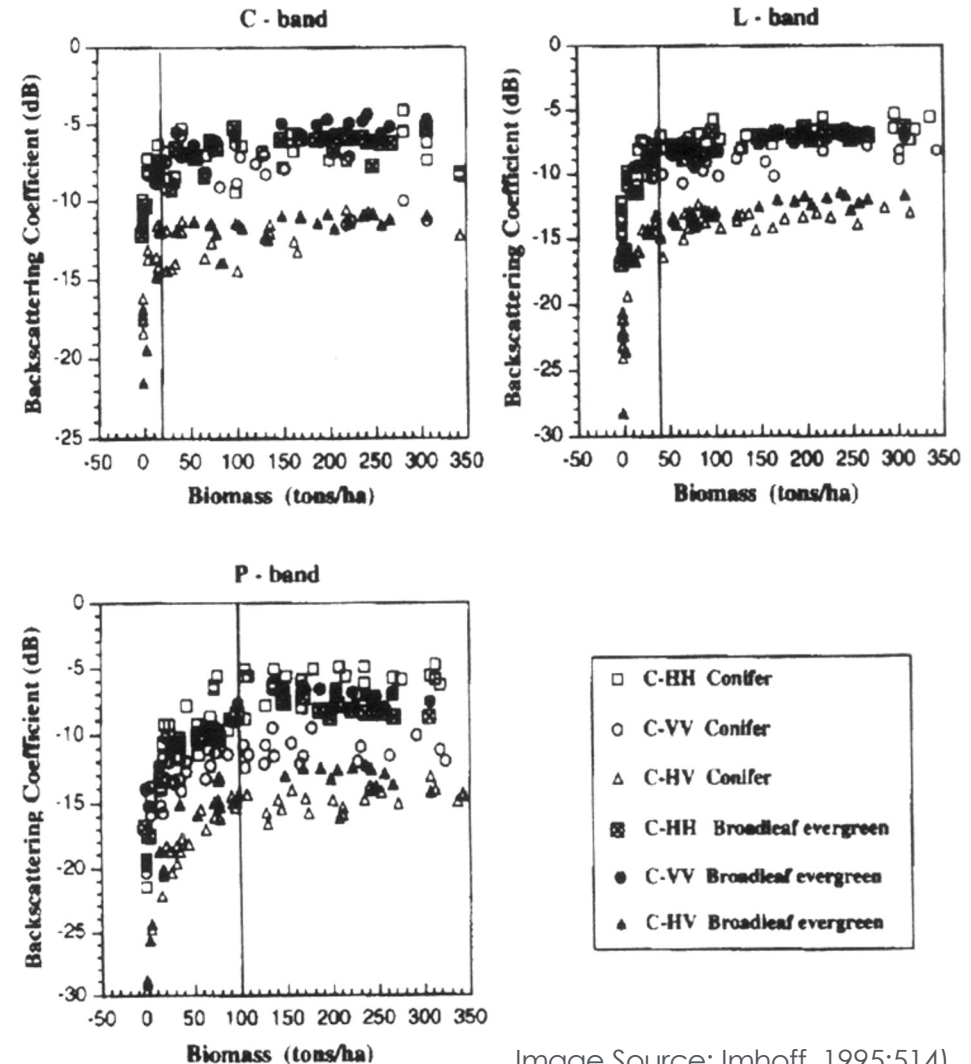 C - band
0
-5
-10
-15
-20
-25
Backscattering Coefficient (dB)
-50 0 50 100 150 200 250 300 350
Biomass (tons/ha)
L - band
0
-5
-10
-15
-20
-25
-30
Backscattering Coefficient (dB)
-50 0 50 100 150 200 250 300 350
Biomass (tons/ha)
P - band
0
-5
-10
-15
-20
-25
-30
Backscattering Coefficient (dB)
-50 0 50 100 150 200 250 300 350
Biomass (tons/ha)
C-HH Conifer
C-VV Conifer
C-HV Conifer
C-HH Broadleaf evergreen
C-VV Broadleaf evergreen
C-HV Broadleaf evergreen
Image Source: Imhoff, 1995:514)